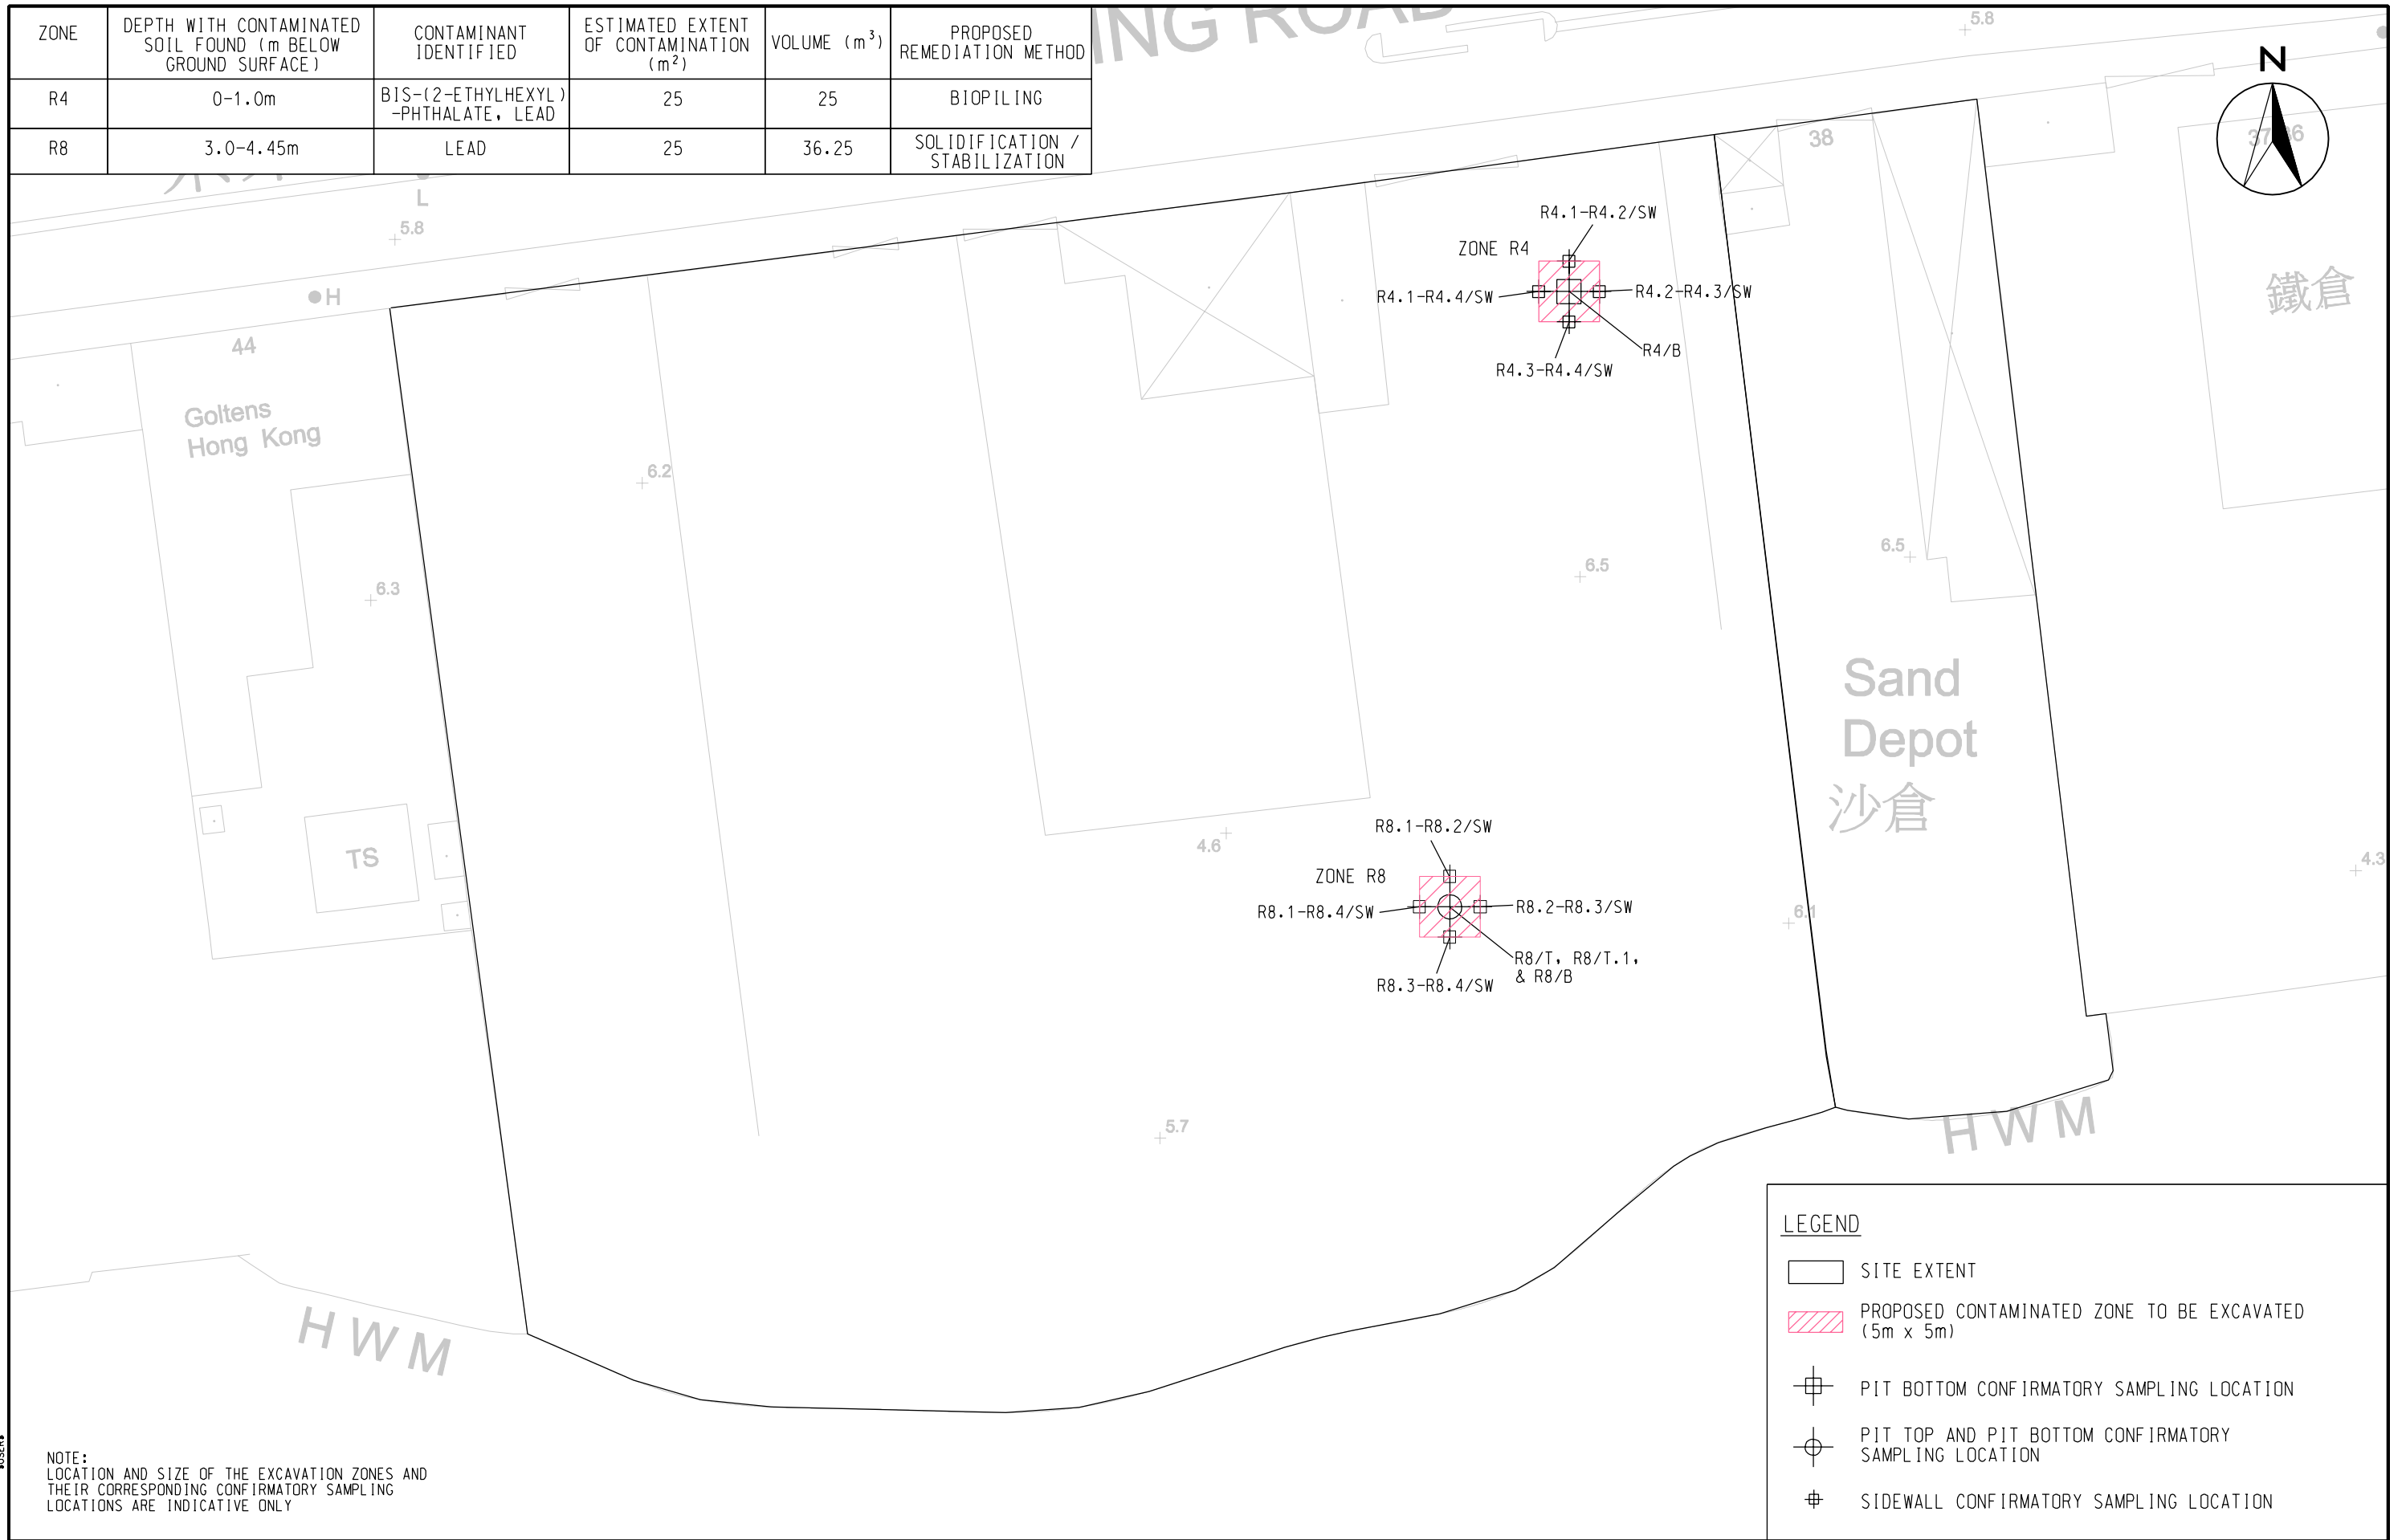 ZONE
DEPTH WITH CONTAMINATED
SOIL FOUND (m BELOW
GROUND SURFACE)
CONTAMINANT
IDENTIFIED
ESTIMATED EXTENT
OF CONTAMINATION
(m²)
VOLUME (m³)
PROPOSED
REMEDIATION METHOD
R4
0-1.0m
BIS-(2-ETHYLHEXYL)
-PHTHALATE, LEAD
25
25
BIOPILING
R8
3.0-4.45m
LEAD
25
36.25
SOLIDIFICATION /
STABILIZATION
ING ROAD
5.8
N
38
L
5.8
R4.1-R4.2/SW
ZONE R4
R4.1-R4.4/SW
R4.2-R4.3/SW
R4/B
R4.3-R4.4/SW
鐵倉
H
44
Goltens
Hong Kong
6.2
6.5
6.5
6.3
Sand
Depot
沙倉
TS
4.6
4.3
R8.1-R8.2/SW
ZONE R8
R8.1-R8.4/SW
R8.2-R8.3/SW
6.1
R8/T, R8/T.1,
& R8/B
R8.3-R8.4/SW
5.7
HWM
HWM
LEGEND
SITE EXTENT
PROPOSED CONTAMINATED ZONE TO BE EXCAVATED
(5m x 5m)
PIT BOTTOM CONFIRMATORY SAMPLING LOCATION
PIT TOP AND PIT BOTTOM CONFIRMATORY
SAMPLING LOCATION
SIDEWALL CONFIRMATORY SAMPLING LOCATION
NOTE:
LOCATION AND SIZE OF THE EXCAVATION ZONES AND
THEIR CORRESPONDING CONFIRMATORY SAMPLING
LOCATIONS ARE INDICATIVE ONLY